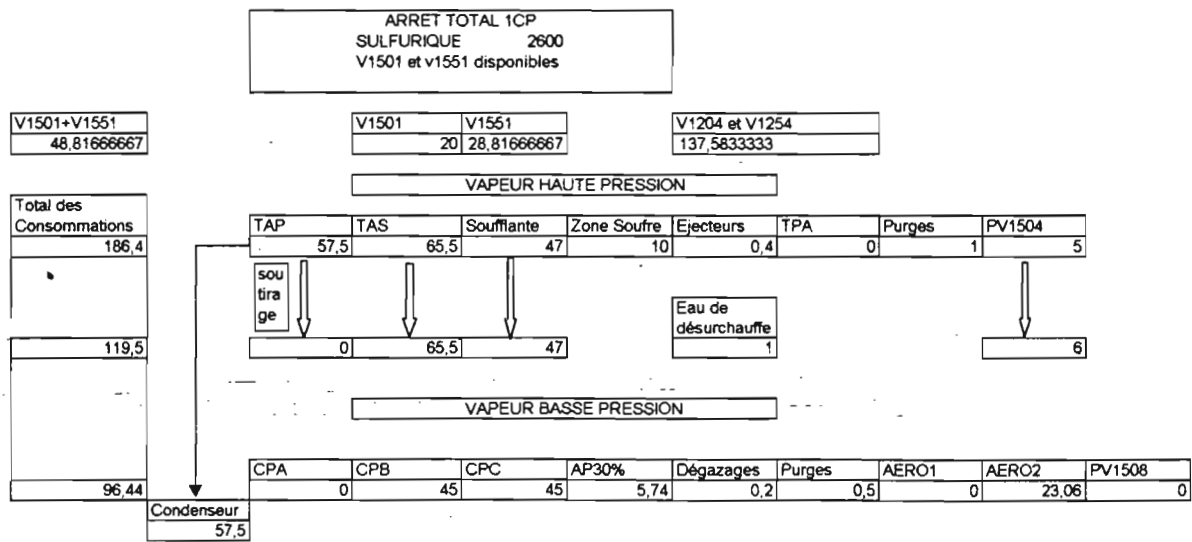 ARRET TOTAL 1CP
SULFURIQUE 2600
V1501 et v1551 disponibles
V1501+V1551 V1501 V1551 V1204 et V1254
48,81666667 20 28,81666667 137,5833333
VAPEUR HAUTE PRESSION
Total des
Consommations TAP TAS Soufflante Zone Soufre Ejecteurs TPA Purges PV1504
186,4 57,5 65,5 47 10 0,4 0 1 5
sou
tira
ge
Eau de
désurchauffe
119,5 0 65,5 47 1 6
VAPEUR BASSE PRESSION
CPA CPB CPC AP30% Dégazages Purges AERO1 AERO2 PV1508
96,44 0 45 45 5,74 0,2 0,5 0 23,06 0
Condenseur
57,5